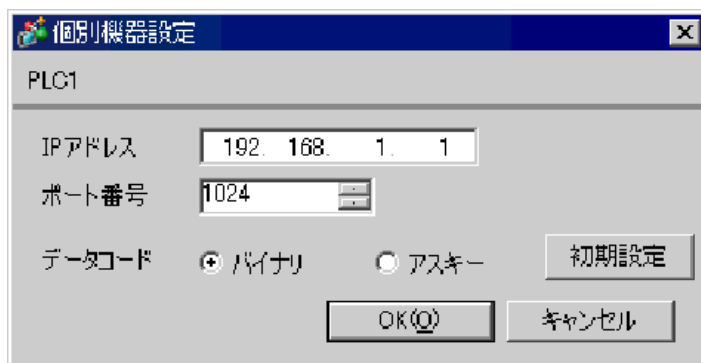 個別機器設定
PLC1
IPアドレス 192. 168. 1. 1
ポート番号 1024
データコード バイナリ アスキー 初期設定
OK(O) キャンセル